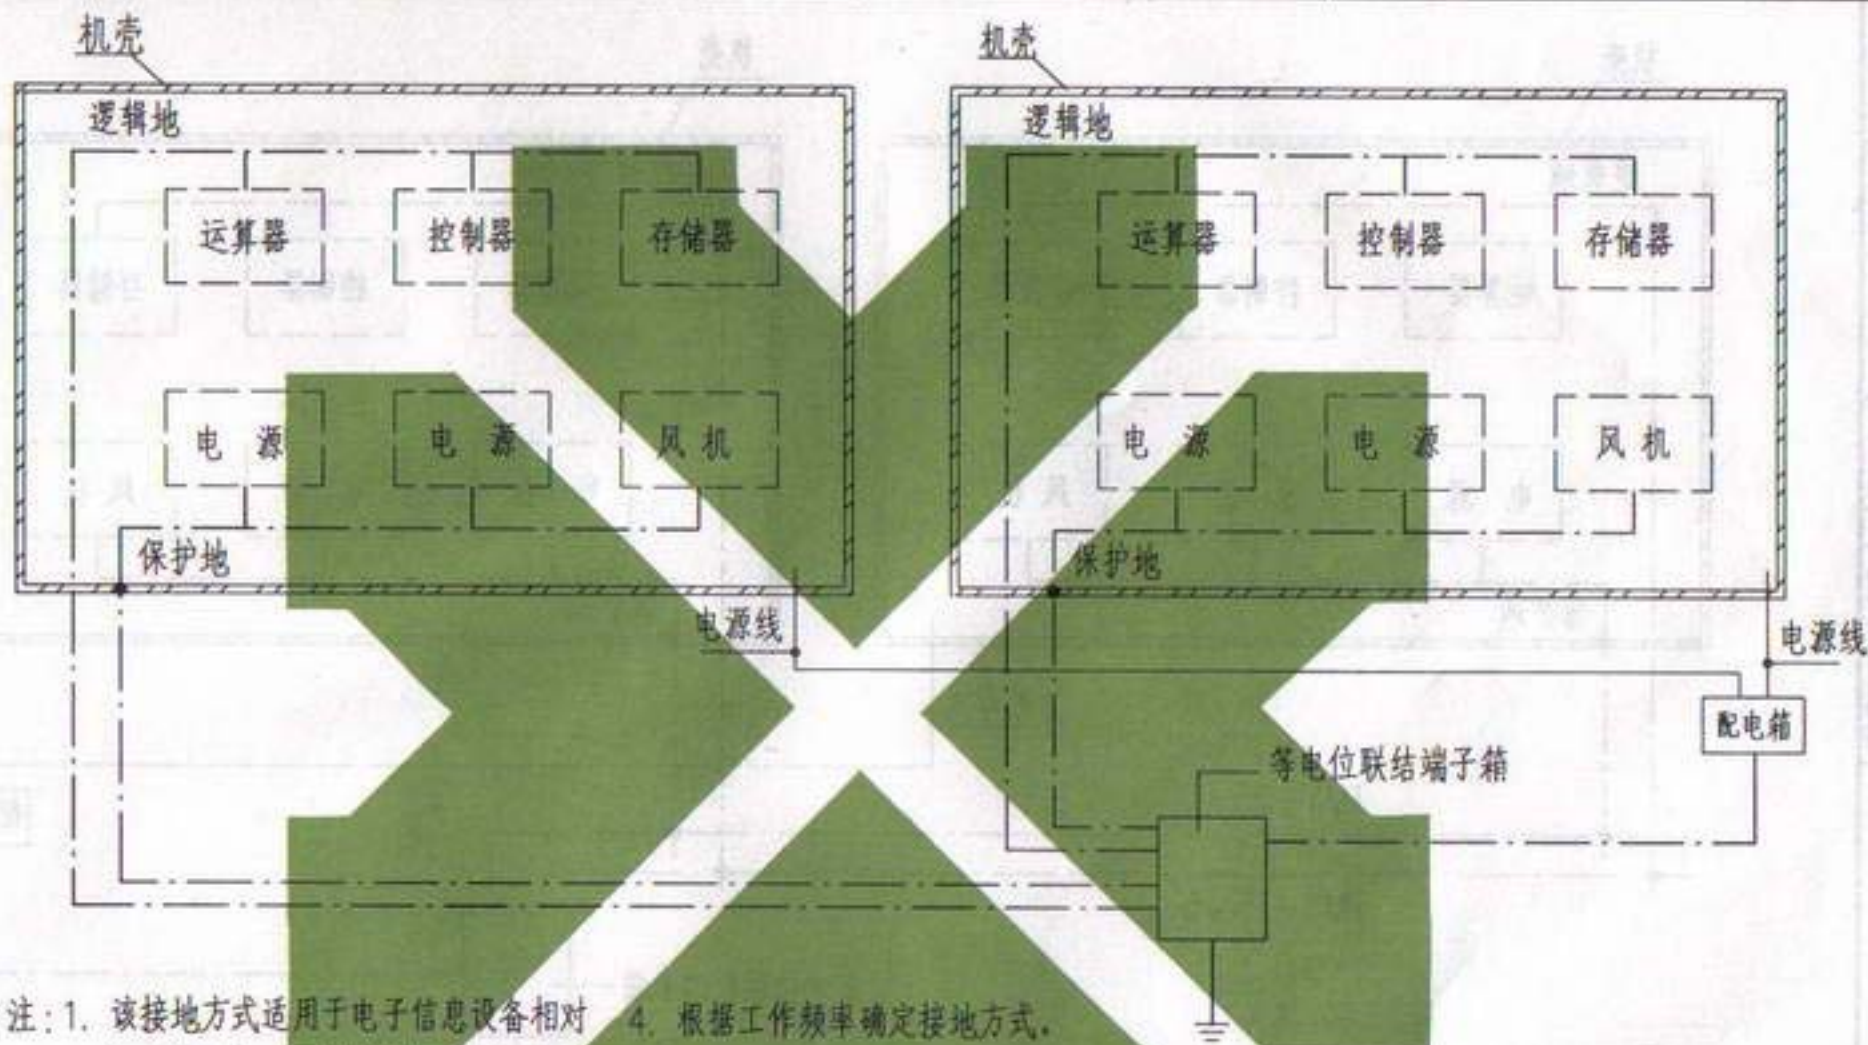 机壳
机壳
逻辑地
逻辑地
运算器
控制器
存储器
运算器
控制器
存储器
电 源
电 源
风 机
电 源
电 源
风 机
保护地
保护地
电源线
电源线
配电箱
等电位联结端子箱
注:1. 该接地方式适用于电子信息设备相对
4. 根据工作频率确定接地方式。